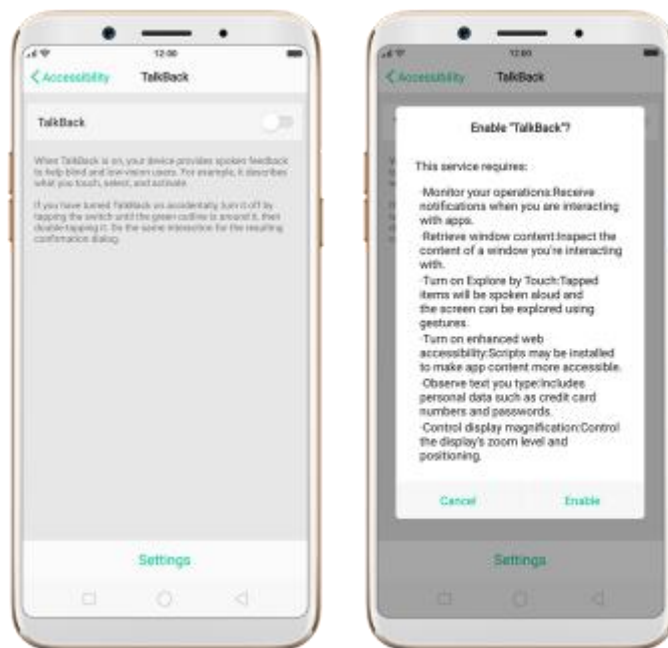 12:00
Accessibility
TalkBack
TalkBack
When TalkBack is on, your device provides spoken feedback
to help blind and low-vision users. For example, it describes
what you touch, select, and activate.
If you have turned TalkBack on accidentally, turn it off by
tapping the switch until the green outline is around it, then
double-tapping it. Do the same interaction for the resulting
confirmation dialog.
Settings
12:00
Accessibility
TalkBack
Enable "TalkBack"?
This service requires:
·Monitor your operations:Receive
notifications when you are interacting
with apps.
·Retrieve window content:Inspect the
content of a window you're interacting
with.
·Turn on Explore by Touch:Tapped
items will be spoken aloud and
the screen can be explored using
gestures.
·Turn on enhanced web
accessibility:Scripts may be installed
to make app content more accessible.
·Observe text you type:Includes
personal data such as credit card
numbers and passwords.
·Control display magnification:Control
the display's zoom level and
positioning.
Cancel
Enable
Settings